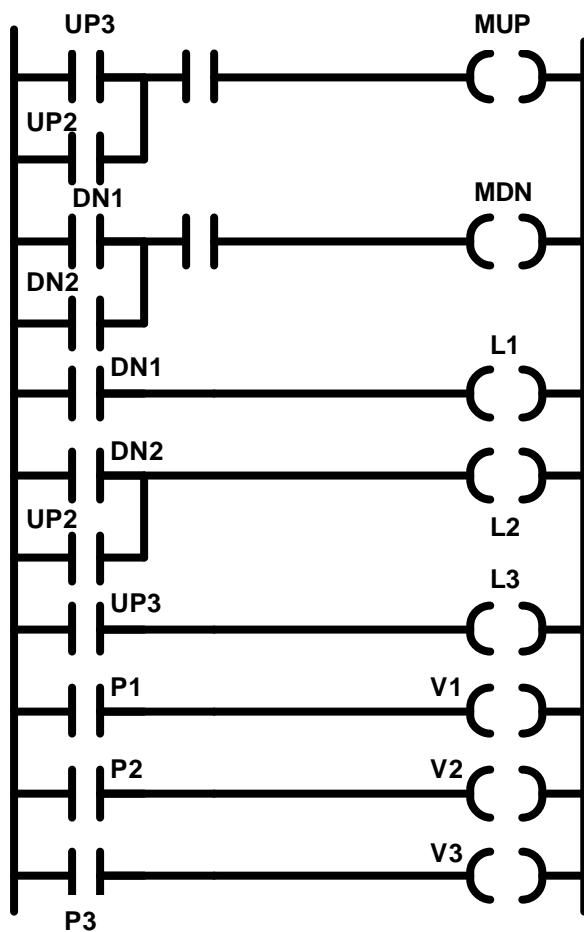 UP3 MUP
UP2
DN1 MDN
DN2
DN1 L1
DN2
UP2 L2
UP3 L3
P1 V1
P2 V2
V3
P3